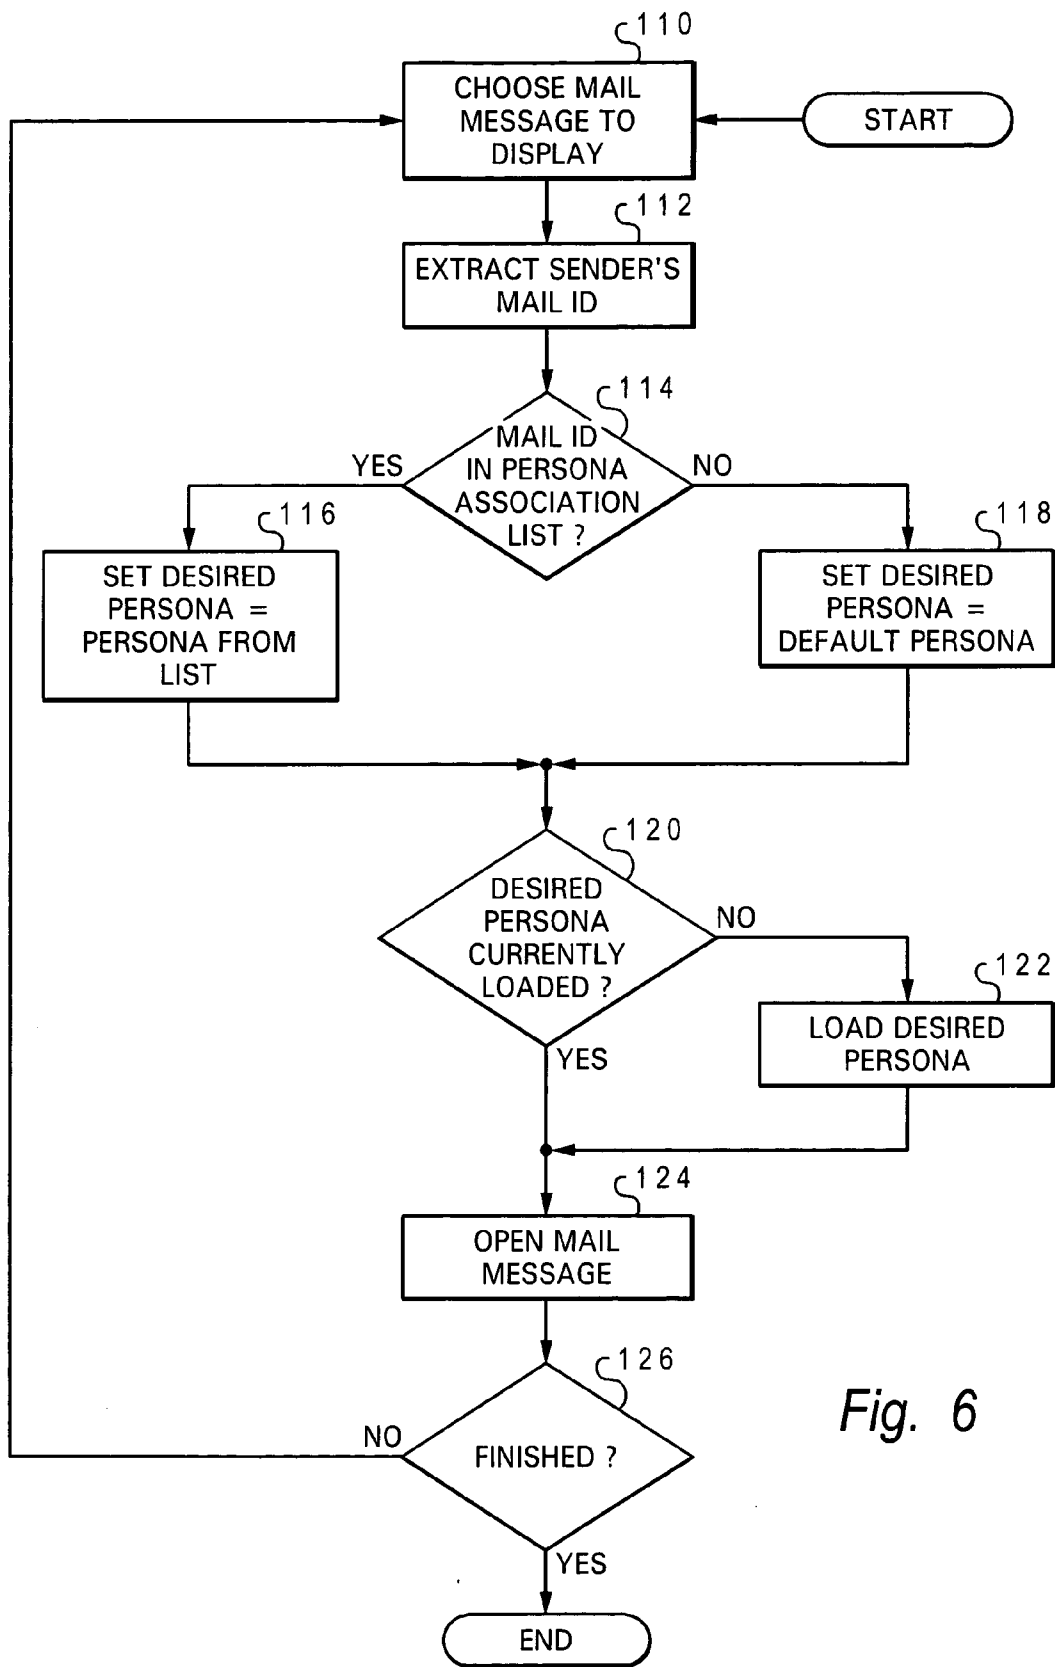 110
CHOOSE MAIL
MESSAGE TO
DISPLAY
START
112
EXTRACT SENDER'S
MAIL ID
114
MAIL ID
IN PERSONA
ASSOCIATION
LIST ?
YES
NO
116
SET DESIRED
PERSONA =
PERSONA FROM
LIST
118
SET DESIRED
PERSONA =
DEFAULT PERSONA
120
DESIRED
PERSONA
CURRENTLY
LOADED ?
NO
YES
122
LOAD DESIRED
PERSONA
124
OPEN MAIL
MESSAGE
126
FINISHED ?
NO
YES
END
Fig. 6